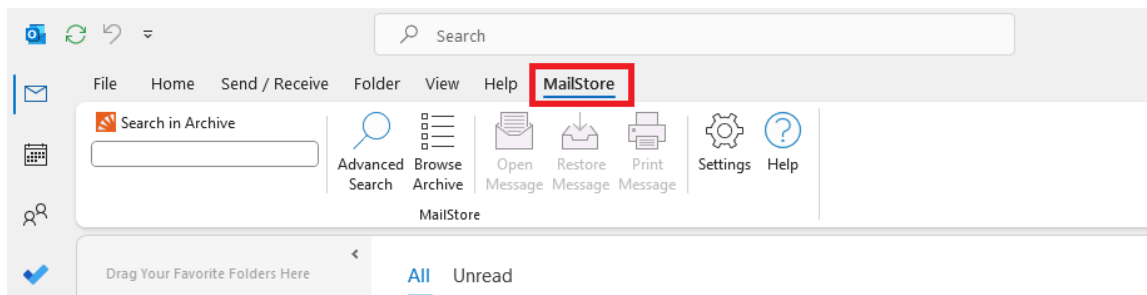 Search
File Home Send / Receive Folder View Help MailStore
Search in Archive
Advanced Search
Browse Archive
Open Message
Restore Message
Print Message
Settings
Help
MailStore
Drag Your Favorite Folders Here
All Unread